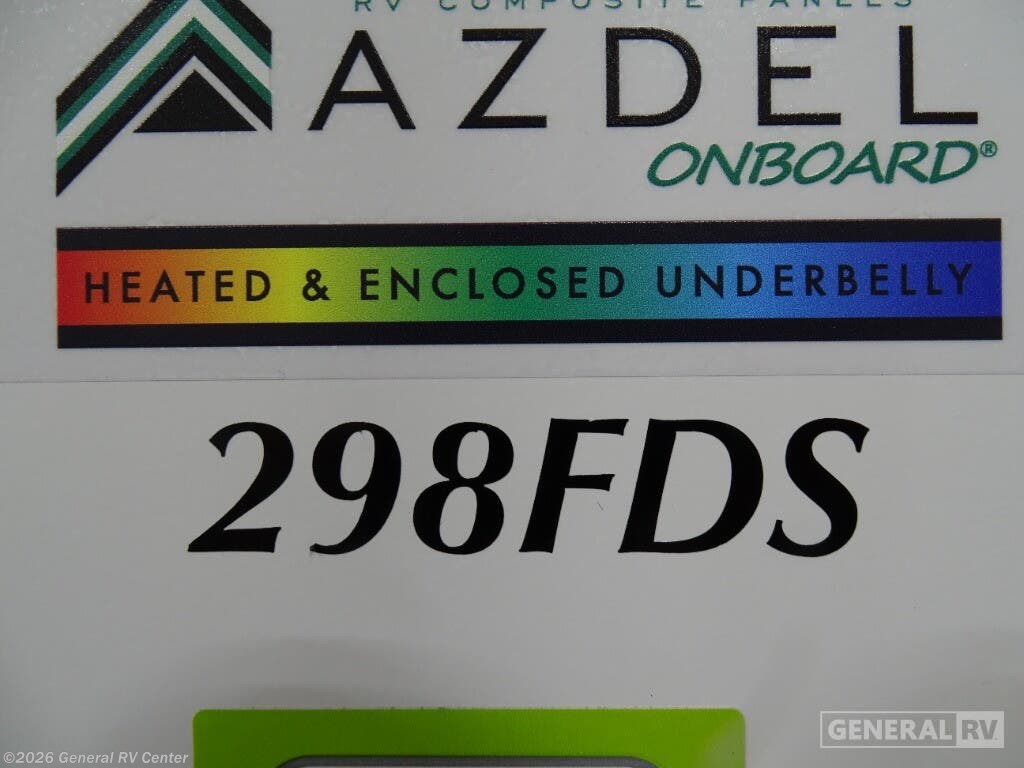 RV COMPOSITE PANELS
AZDEL
ONBOARD®
HEATED & ENCLOSED UNDERBELLY
298FDS
GENERAL RV
©2026 General RV Center